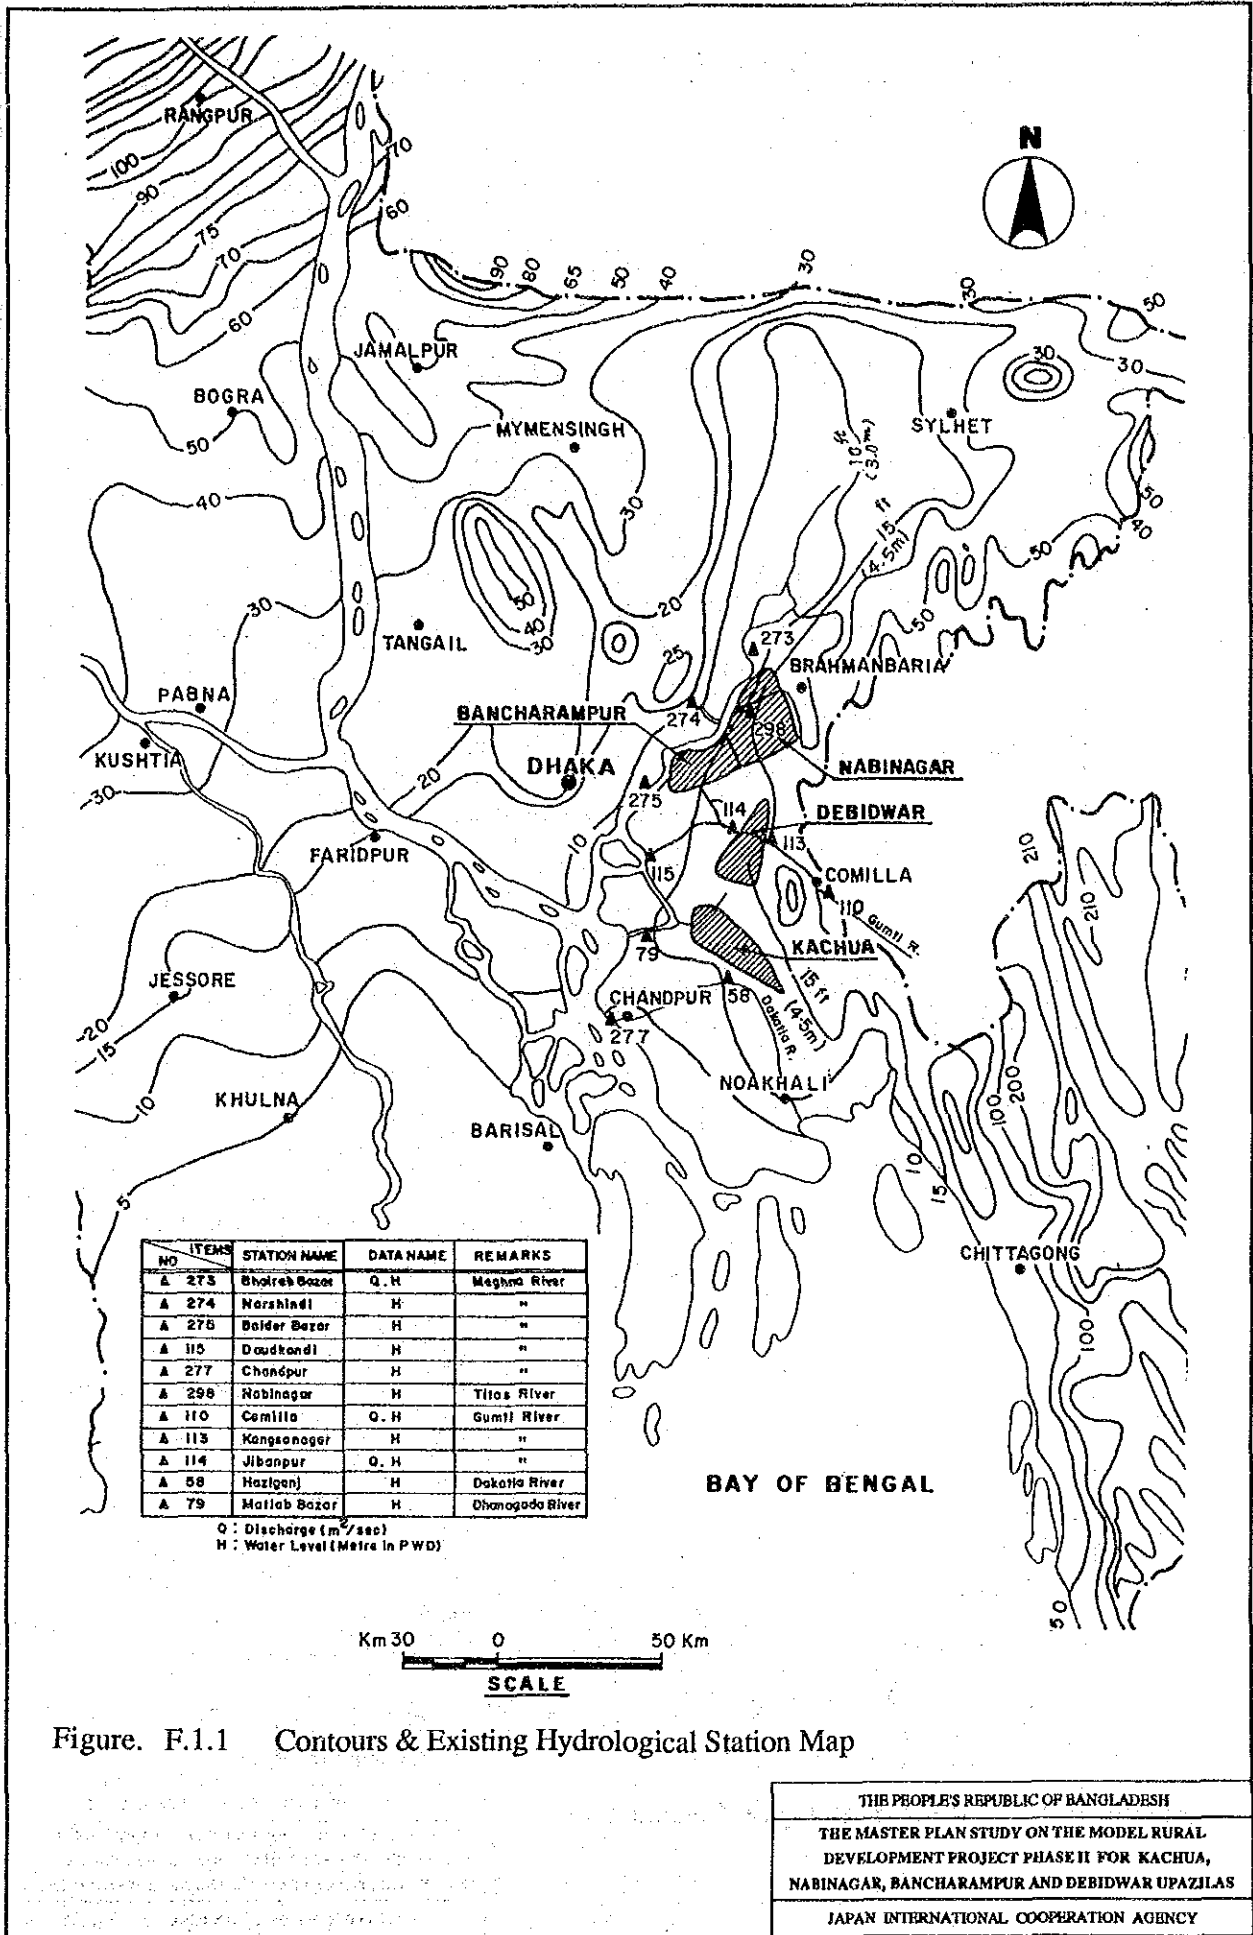 N
RANGPUR
100
90
75
70
60
70
60
90
80
65
50
40
30
30
50
30
30
JAMALPUR
BOGRA
50
MYMENSINGH
SYLHET
10 ft
(3.0m)
15 ft
(4.5m)
40
30
50
40
50
50
30
TANGAIL
50
40
30
20
25
273
BRAHMANBARIA
PABNA
BANCHARAMPUR
274
298
KUSHTIA
DHAKA
NABINAGAR
30
20
275
114
DEBIDWAR
113
FARIDPUR
10
115
COMILLA
110
Gumti R.
KACHUA
79
JESSORE
CHANDPUR
58
15 ft
(4.5m)
Dakatia R.
277
20
15
10
NOAKHALI
KHULNA
BARISAL
210
210
100
200
10
15
5
CHITTAGONG
100
50
BAY OF BENGAL
ITEMS
NO STATION NAME DATA NAME REMARKS
▲ 273 Bhairab Bazar Q. H Meghna River
▲ 274 Narshindi H "
▲ 275 Baider Bazar H "
▲ 115 Daudkandi H "
▲ 277 Chandpur H "
▲ 298 Nabinagar H Titas River
▲ 110 Comilla Q. H Gumti River
▲ 113 Kangsanagar H "
▲ 114 Jibanpur Q. H "
▲ 58 Haziganj H Dakatia River
▲ 79 Matlab Bazar H Dhanagoda River
Q : Discharge (m²/sec)
H : Water Level (Metre in PWD)
Km 30 0 50 Km
SCALE
Figure. F.1.1 Contours & Existing Hydrological Station Map
THE PEOPLE'S REPUBLIC OF BANGLADESH
THE MASTER PLAN STUDY ON THE MODEL RURAL
DEVELOPMENT PROJECT PHASE II FOR KACHUA,
NABINAGAR, BANCHARAMPUR AND DEBIDWAR UPAZILAS
JAPAN INTERNATIONAL COOPERATION AGENCY